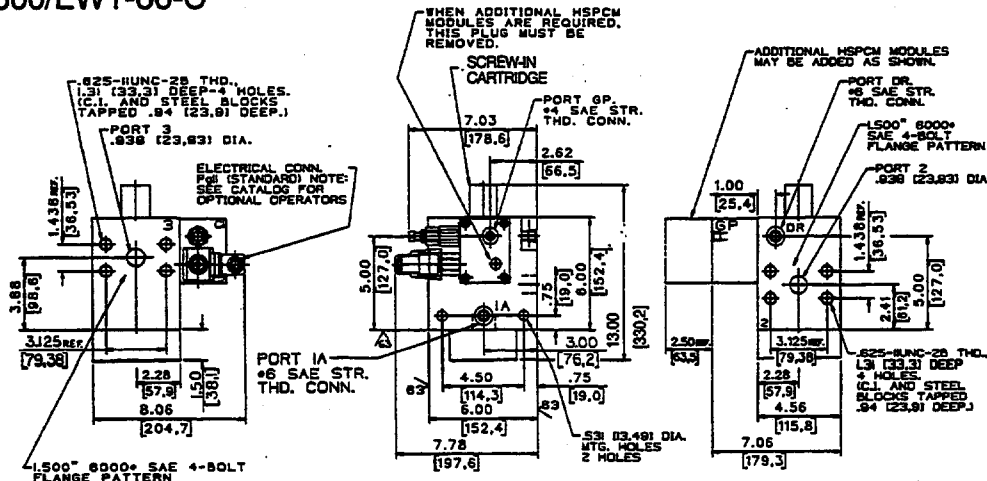 WHEN ADDITIONAL HSPCM
MODULES ARE REQUIRED,
THIS PLUG MUST BE
REMOVED.
SCREW-IN
CARTRIDGE
PORT GP.
#4 SAE STR.
THD. CONN.
ADDITIONAL HSPCM MODULES
MAY BE ADDED AS SHOWN.
PORT DR.
#6 SAE STR.
THD. CONN.
1.500" 6000# SAE 4-BOLT
FLANGE PATTERN
PORT 2
.938 (23,83) DIA.
.625-11UNC-2B THD.,
1.31 (33,3) DEEP-4 HOLES.
(C.I. AND STEEL BLOCKS
TAPPED .94 (23,9) DEEP.)
PORT 3
.938 (23,83) DIA.
ELECTRICAL CONN.
(STANDARD) NOTE:
SEE CATALOG FOR
OPTIONAL OPERATORS
1.438 REF.
[36,53]
3.88
[98,6]
3
3.125 REF.
[79,38]
2.28
[57,9]
1.50
[38,1]
8.06
[204,7]
1.500" 6000# SAE 4-BOLT
FLANGE PATTERN
7.03
[178,6]
2.62
[66,5]
5.00
[127,0]
.75
[19,0]
6.00
[152,4]
13.00
[330,2]
1A
PORT 1A
#6 SAE STR.
THD. CONN.
3.00
[76,2]
4.50
[114,3]
.75
[19,0]
63
63
63
6.00
[152,4]
7.78
[197,6]
.531 (13,49) DIA.
MTG. HOLES
2 HOLES
1.00
[25,4]
GP
DR
1.438 REF.
[36,53]
5.00
[127,0]
2.41
[61,2]
2
2.50 REF.
[63,5]
3.125 REF.
[79,38]
2.28
[57,9]
4.56
[115,8]
7.06
[179,3]
.625-11UNC-2B THD.,
1.31 (33,3) DEEP
4 HOLES.
(C.I. AND STEEL
BLOCKS TAPPED
.94 (23,9) DEEP.)